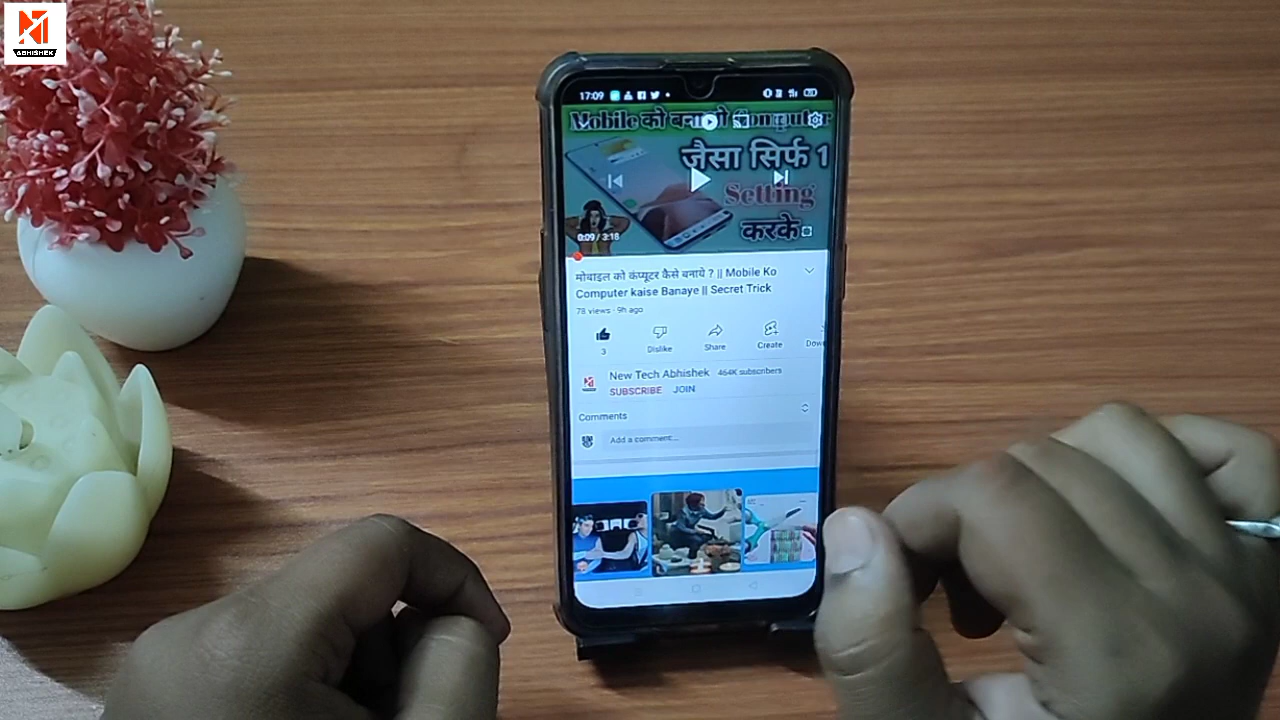 ABHISHEK
17:09
Mobile को बनाओ Computer
जैसा सिर्फ 1
Setting
करके
0:09 / 3:18
मोबाइल को कंप्यूटर कैसे बनाये ? || Mobile Ko
Computer kaise Banaye || Secret Trick
78 views · 9h ago
3 Dislike Share Create Down
New Tech Abhishek 464K subscribers
SUBSCRIBE JOIN
Comments
Add a comment...